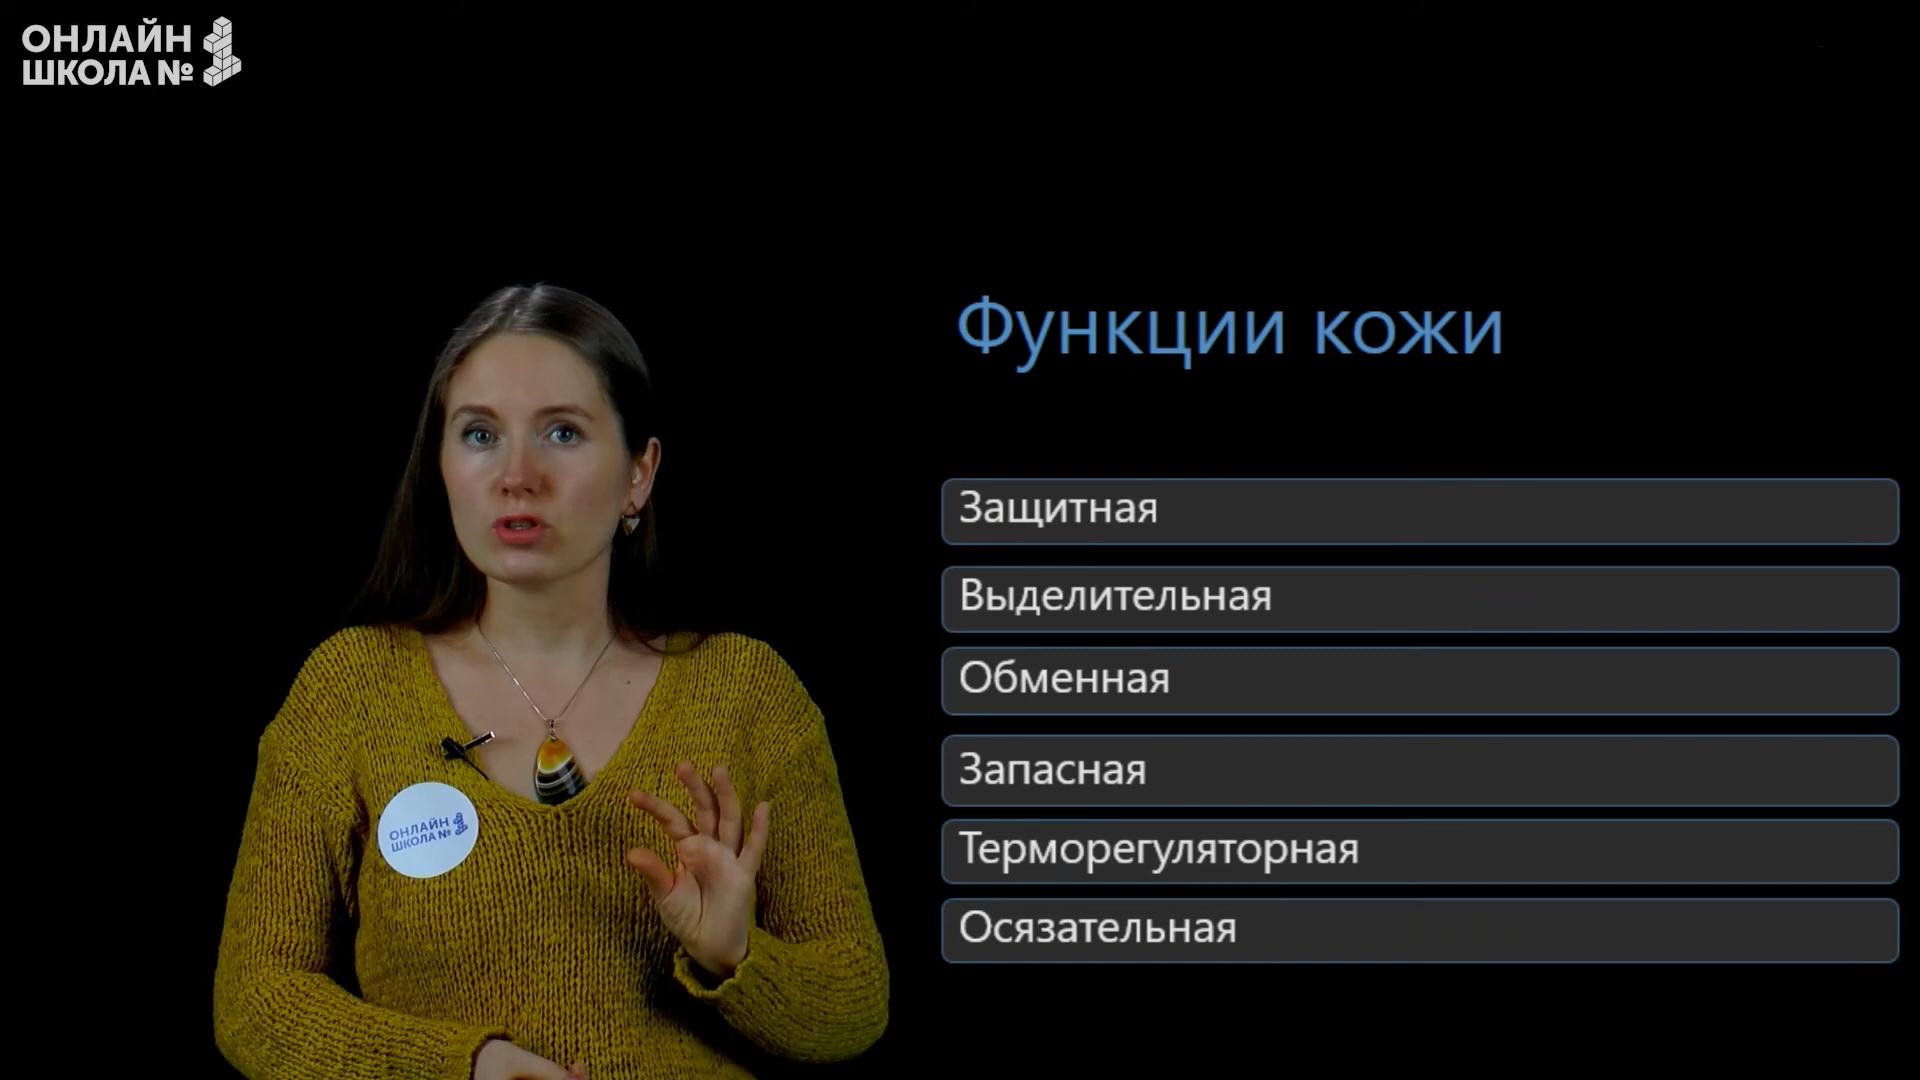 ОНЛАЙН
ШКОЛА №
Функции кожи
Защитная
Выделительная
Обменная
Запасная
Терморегуляторная
Осязательная
ОНЛАЙН
ШКОЛА №